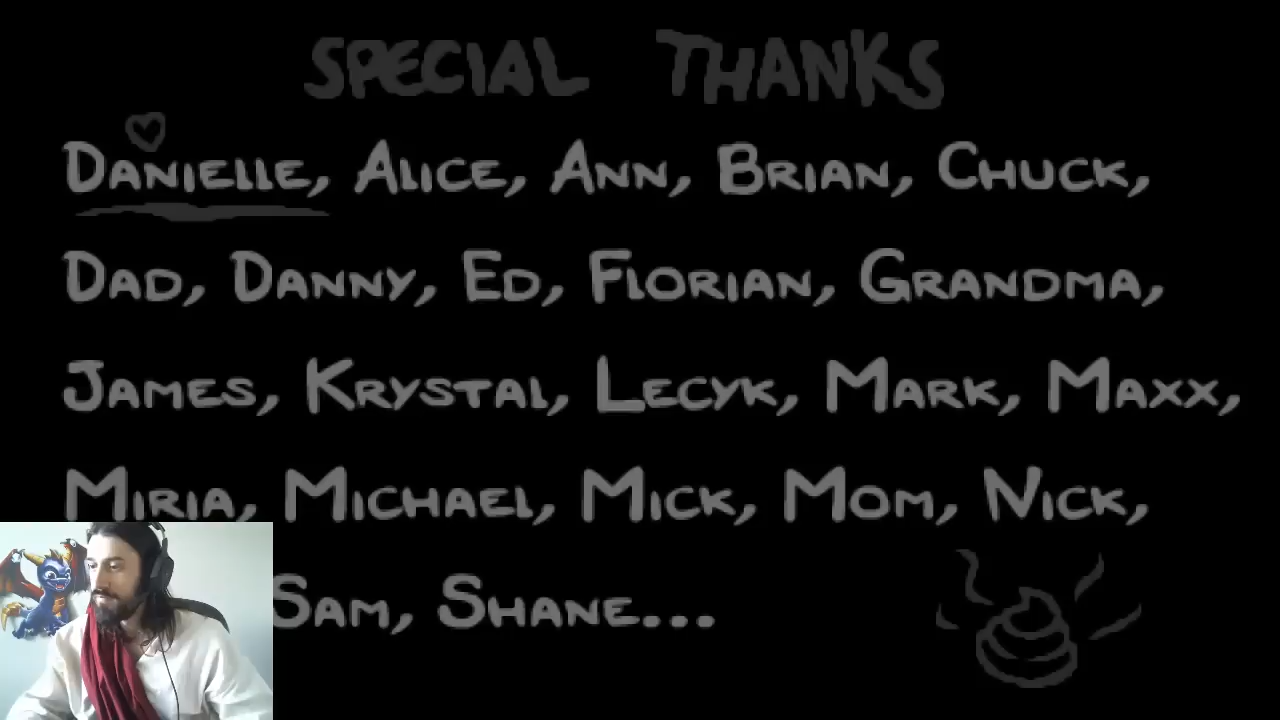 SPECIAL THANKS
DANIELLE, ALICE, ANN, BRIAN, CHUCK,
DAD, DANNY, ED, FLORIAN, GRANDMA,
JAMES, KRYSTAL, LECYK, MARK, MAXX,
MIRIA, MICHAEL, MICK, MOM, NICK,
SAM, SHANE...